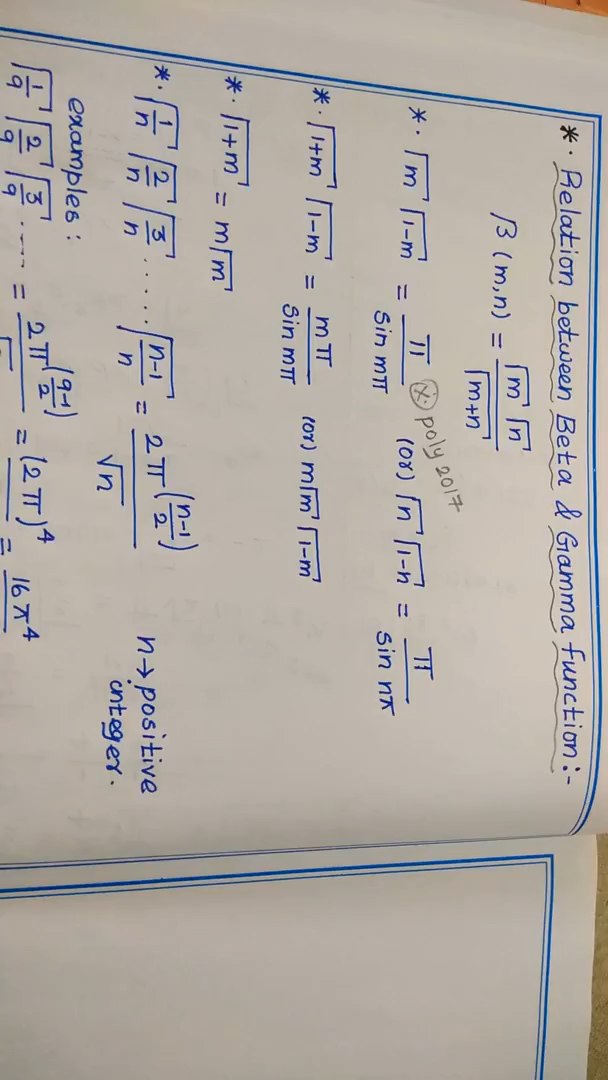 *. Relation between Beta & Gamma function:-
β (m,n) = Γm Γn / Γm+n
*. Γm Γ1-m = π / sin mπ (or) Γn Γ1-n = π / sin nπ
(x) poly 2017
*. Γ1+m Γ1-m = mπ / sin mπ (or) mΓm Γ1-m
*. Γ1+m = mΓm
*. Γ1/n Γ2/n Γ3/n ..... Γn-1/n = 2π (n-1/2) / √n n → positive integer.
examples:
Γ1/9 Γ2/9 Γ3/9 .... = 2π (9-1/2) / √ = (2π)⁴ = 16π⁴